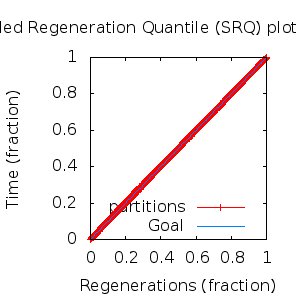 led Regeneration Quantile (SRQ) plot
Time (fraction)
1
0.8
0.6
0.4
0.2
0
partitions
Goal
0 0.2 0.4 0.6 0.8 1
Regenerations (fraction)